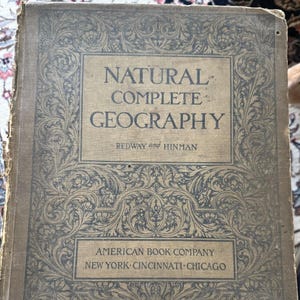 NATURAL
COMPLETE
GEOGRAPHY
REDWAY AND HINMAN
AMERICAN BOOK COMPANY
NEW YORK · CINCINNATI · CHICAGO